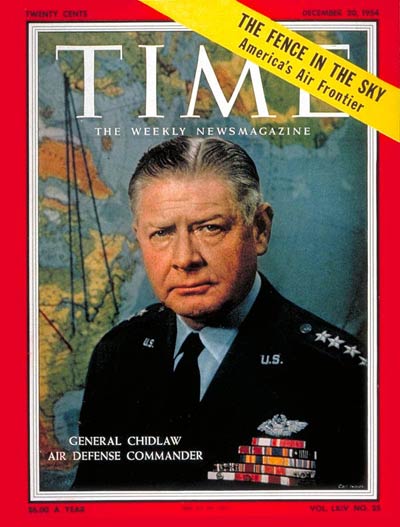 TWENTY CENTS
DECEMBER 20, 1954
THE FENCE IN THE SKY
America's Air Frontier
TIME
THE WEEKLY NEWSMAGAZINE
U.S.
U.S.
GENERAL CHIDLAW
AIR DEFENSE COMMANDER
$6.00 A YEAR
VOL. LXIV NO. 25